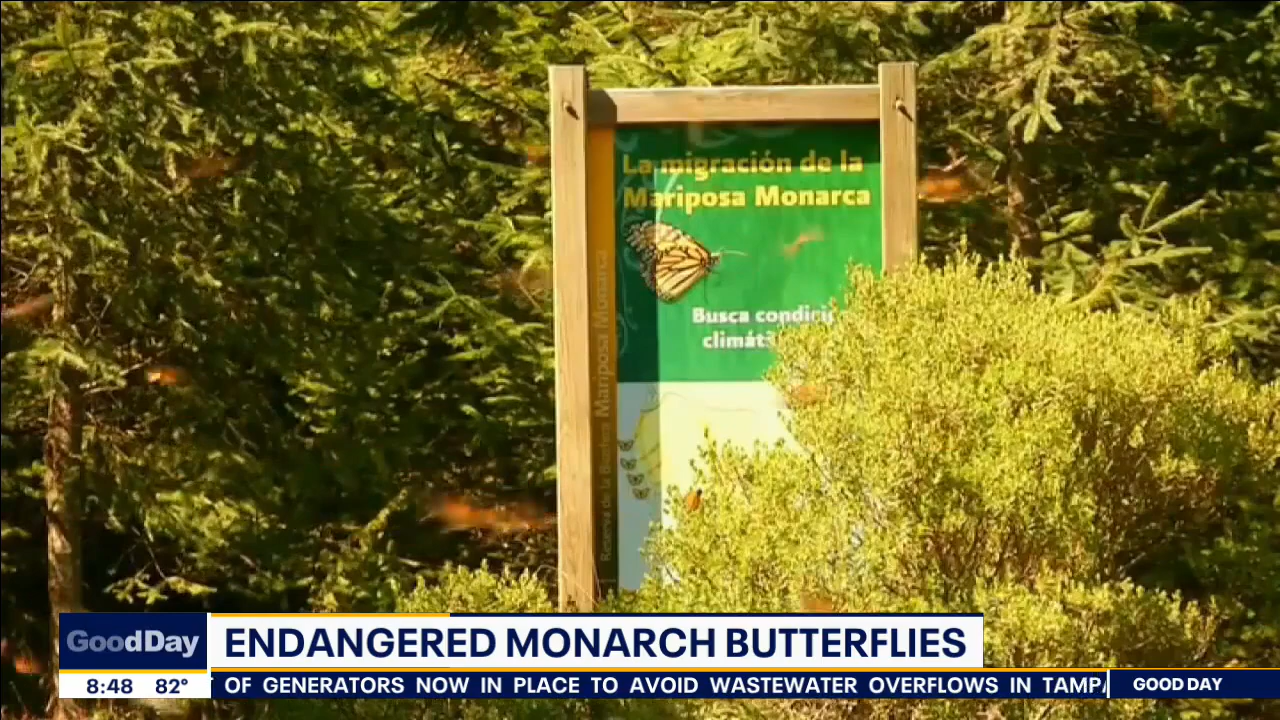 La migración de la
Mariposa Monarca
Busca condici
climáti
Reserva de la Biosfera Mariposa Monarca
GoodDay
ENDANGERED MONARCH BUTTERFLIES
8:48 82°
OF GENERATORS NOW IN PLACE TO AVOID WASTEWATER OVERFLOWS IN TAMPA
GOOD DAY